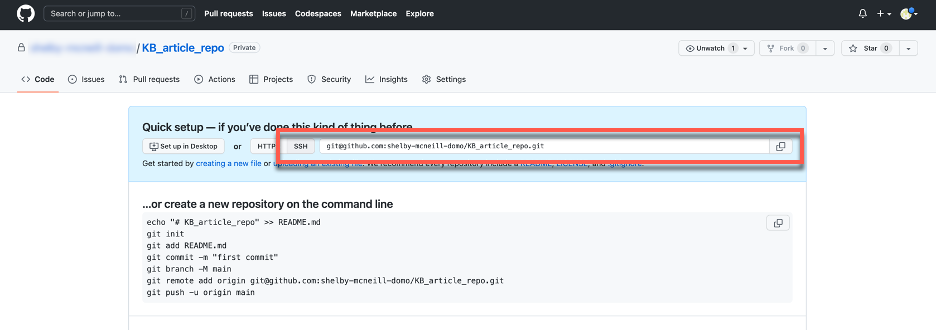 Search or jump to... / Pull requests Issues Codespaces Marketplace Explore
/ KB_article_repo Private Unwatch 1 Fork 0 Star 0
Code Issues Pull requests Actions Projects Security Insights Settings
Quick setup — if you've done this kind of thing before
Set up in Desktop or HTTP SSH git@github.com:shelby-mcneill-domo/KB_article_repo.git
Get started by creating a new file or uploading an existing file. We recommend every repository include a README, LICENSE, and .gitignore.
...or create a new repository on the command line
echo "# KB_article_repo" >> README.md
git init
git add README.md
git commit -m "first commit"
git branch -M main
git remote add origin git@github.com:shelby-mcneill-domo/KB_article_repo.git
git push -u origin main